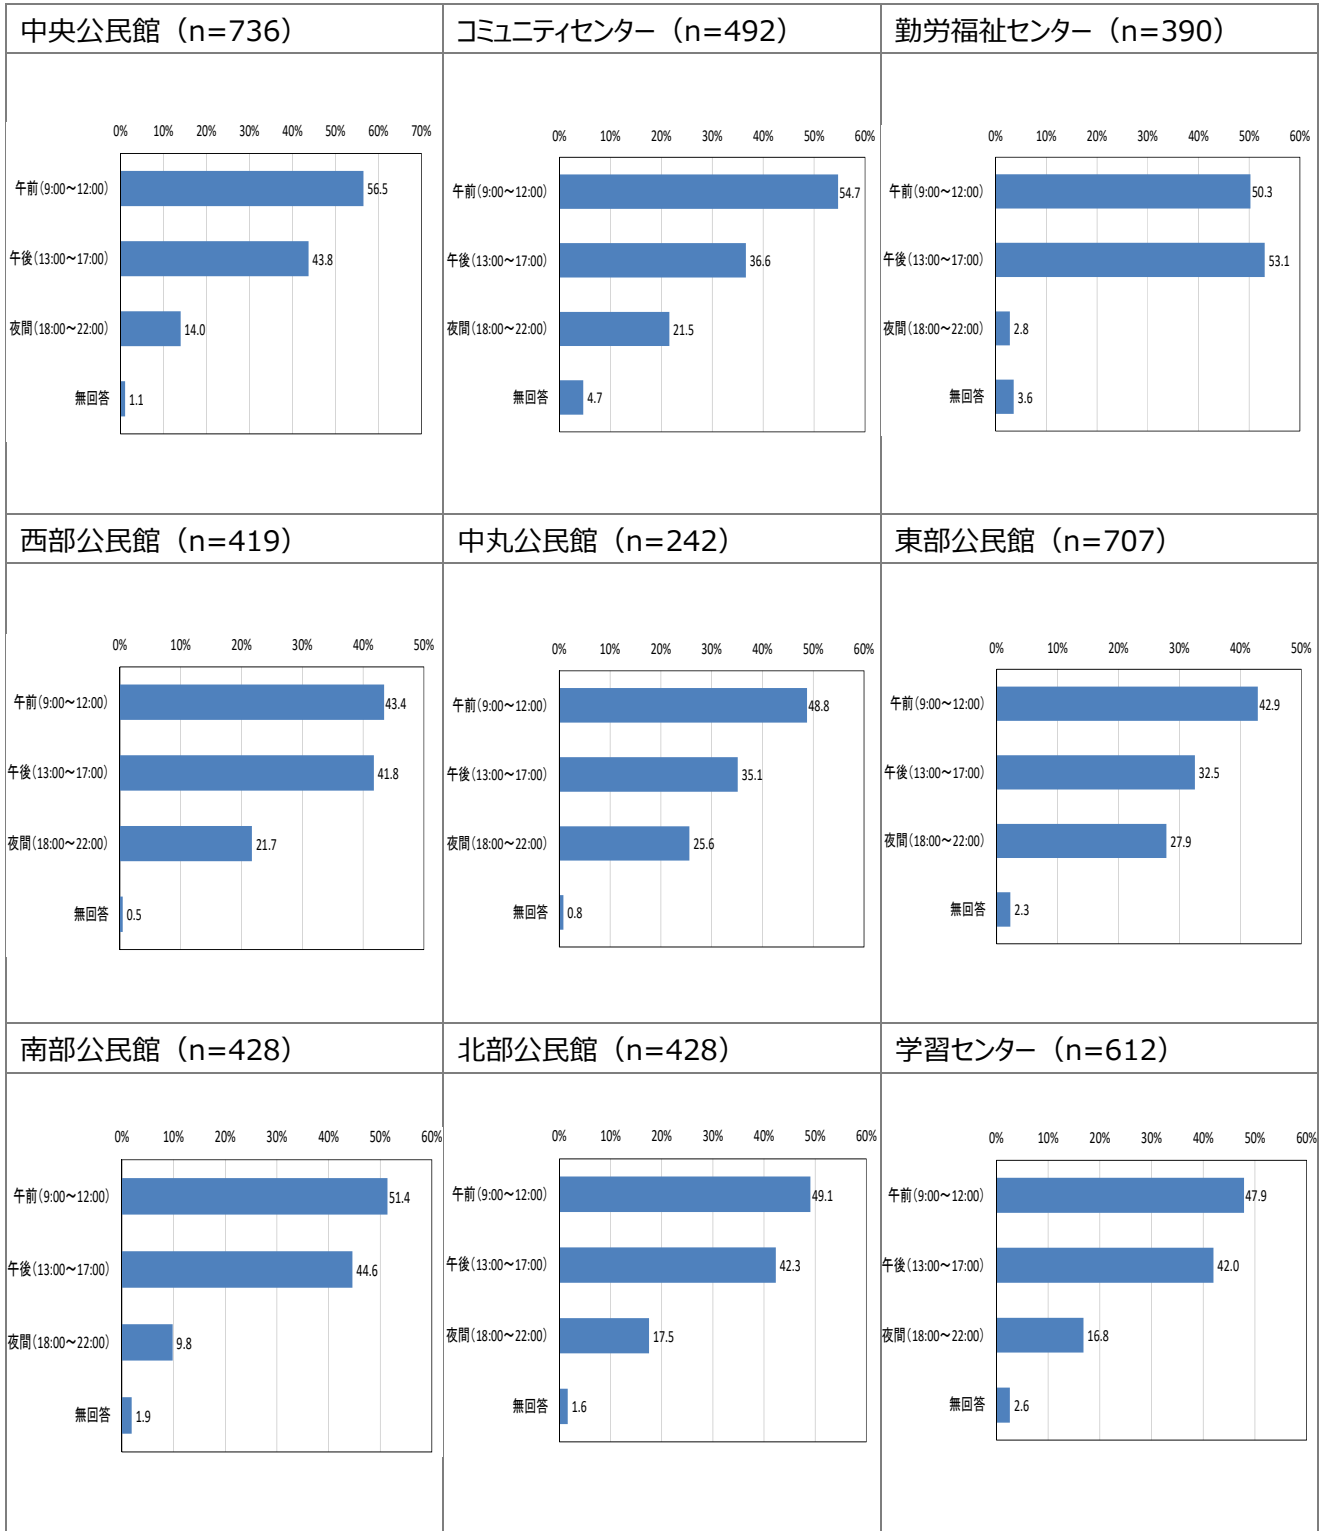 中央公民館（n=736）
0% 10% 20% 30% 40% 50% 60% 70%
午前(9:00～12:00) 56.5
午後(13:00～17:00) 43.8
夜間(18:00～22:00) 14.0
無回答 1.1
コミュニティセンター（n=492）
0% 10% 20% 30% 40% 50% 60%
午前(9:00～12:00) 54.7
午後(13:00～17:00) 36.6
夜間(18:00～22:00) 21.5
無回答 4.7
勤労福祉センター（n=390）
0% 10% 20% 30% 40% 50% 60%
午前(9:00～12:00) 50.3
午後(13:00～17:00) 53.1
夜間(18:00～22:00) 2.8
無回答 3.6
西部公民館（n=419）
0% 10% 20% 30% 40% 50%
午前(9:00～12:00) 43.4
午後(13:00～17:00) 41.8
夜間(18:00～22:00) 21.7
無回答 0.5
中丸公民館（n=242）
0% 10% 20% 30% 40% 50% 60%
午前(9:00～12:00) 48.8
午後(13:00～17:00) 35.1
夜間(18:00～22:00) 25.6
無回答 0.8
東部公民館（n=707）
0% 10% 20% 30% 40% 50%
午前(9:00～12:00) 42.9
午後(13:00～17:00) 32.5
夜間(18:00～22:00) 27.9
無回答 2.3
南部公民館（n=428）
0% 10% 20% 30% 40% 50% 60%
午前(9:00～12:00) 51.4
午後(13:00～17:00) 44.6
夜間(18:00～22:00) 9.8
無回答 1.9
北部公民館（n=428）
0% 10% 20% 30% 40% 50% 60%
午前(9:00～12:00) 49.1
午後(13:00～17:00) 42.3
夜間(18:00～22:00) 17.5
無回答 1.6
学習センター（n=612）
0% 10% 20% 30% 40% 50% 60%
午前(9:00～12:00) 47.9
午後(13:00～17:00) 42.0
夜間(18:00～22:00) 16.8
無回答 2.6